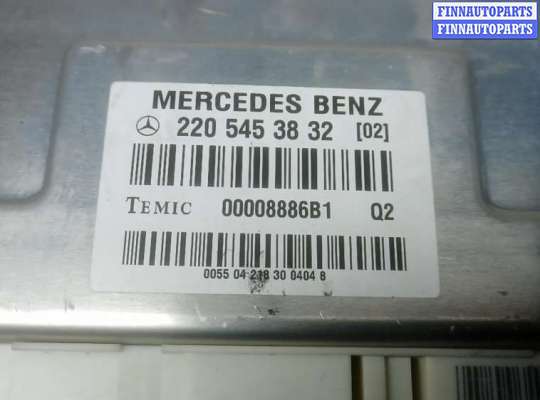 FINNAUTOPARTS
FINNAUTOPARTS
MERCEDES BENZ
220 545 38 32 [02]
TEMIC 00008886B1 Q2
0055 04 218 30 0404 8